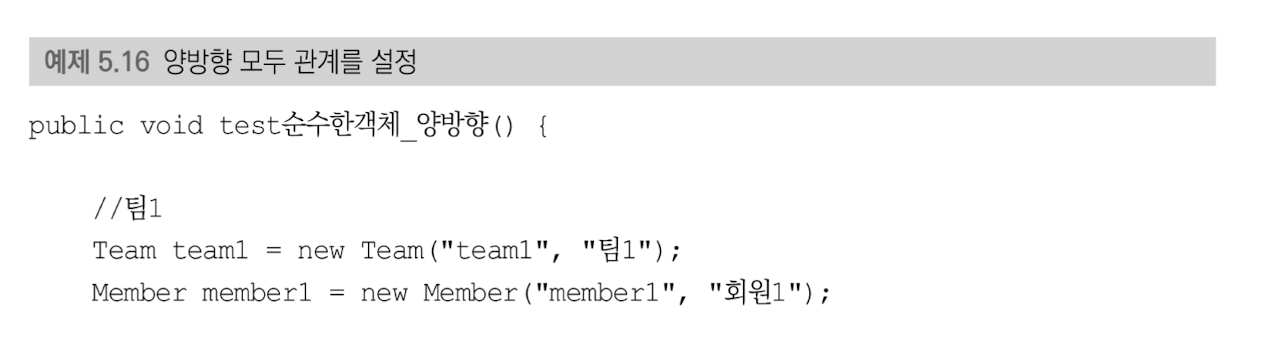 예제 5.16 양방향 모두 관계를 설정
public void test순수한객체_양방향() {
//팀1
Team team1 = new Team("team1", "팀1");
Member member1 = new Member("member1", "회원1");